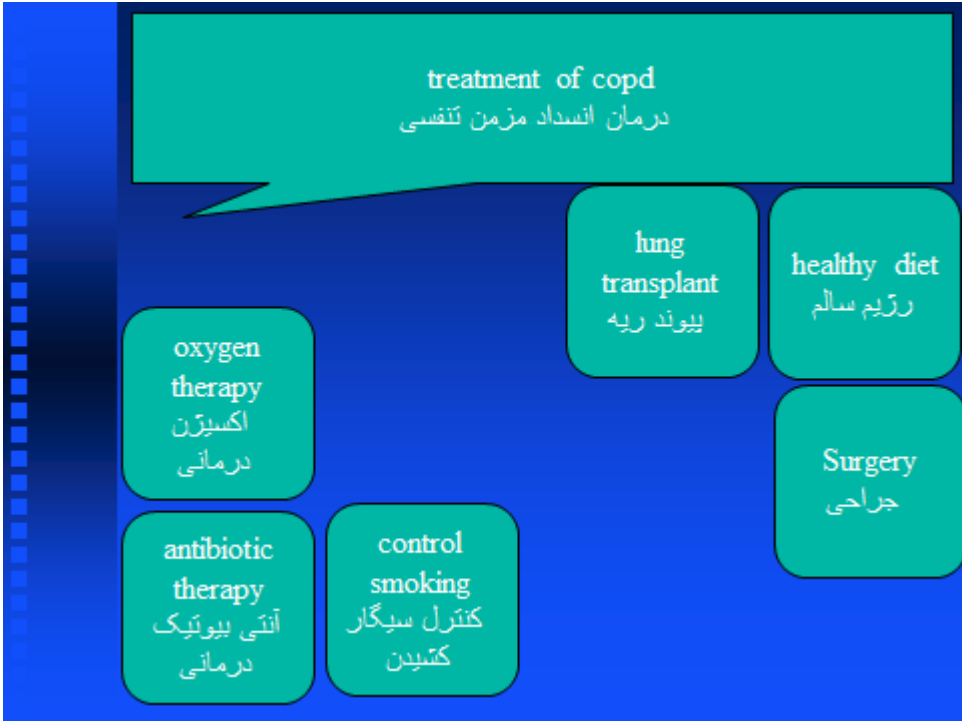 treatment of copd
درمان انسداد مزمن تنفسی
lung
transplant
پیوند ریه
healthy diet
رژیم سالم
oxygen
therapy
اکسیژن
درمانی
Surgery
جراحی
antibiotic
therapy
آنتی بیوتیک
درمانی
control
smoking
کنترل سیگار
کشیدن